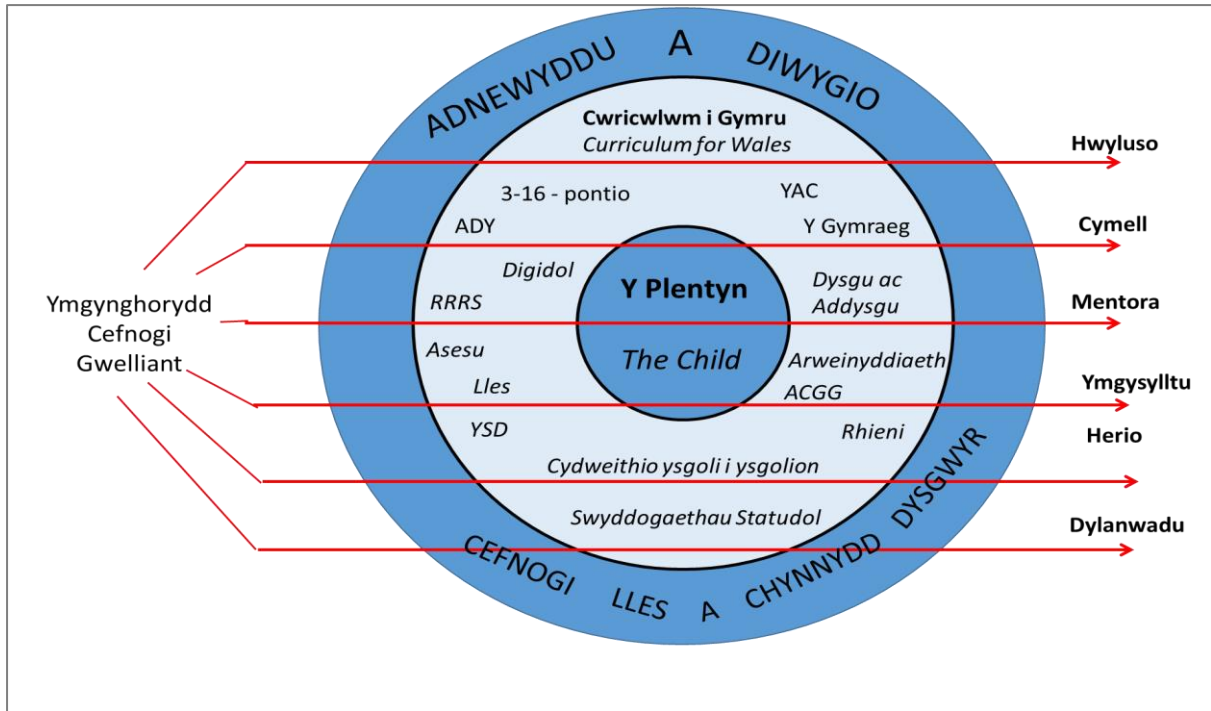 ADNEWYDDU A DIWYGIO
Cwricwlwm i Gymru
Curriculum for Wales
Hwyluso
3-16 - pontio
YAC
ADY
Y Gymraeg
Cymell
Digidol
Y Plentyn
Dysgu ac
Addysgu
RRRS
Mentora
Ymgynghorydd
Cefnogi
Gwelliant
Asesu
The Child
Arweinyddiaeth
Lles
ACGG
Ymgysylltu
YSD
Rhieni
Herio
Cydweithio ysgoli i ysgolion
Swyddogaethau Statudol
Dylanwadu
CEFNOGI LLES A CHYNNYDD DYSGWYR